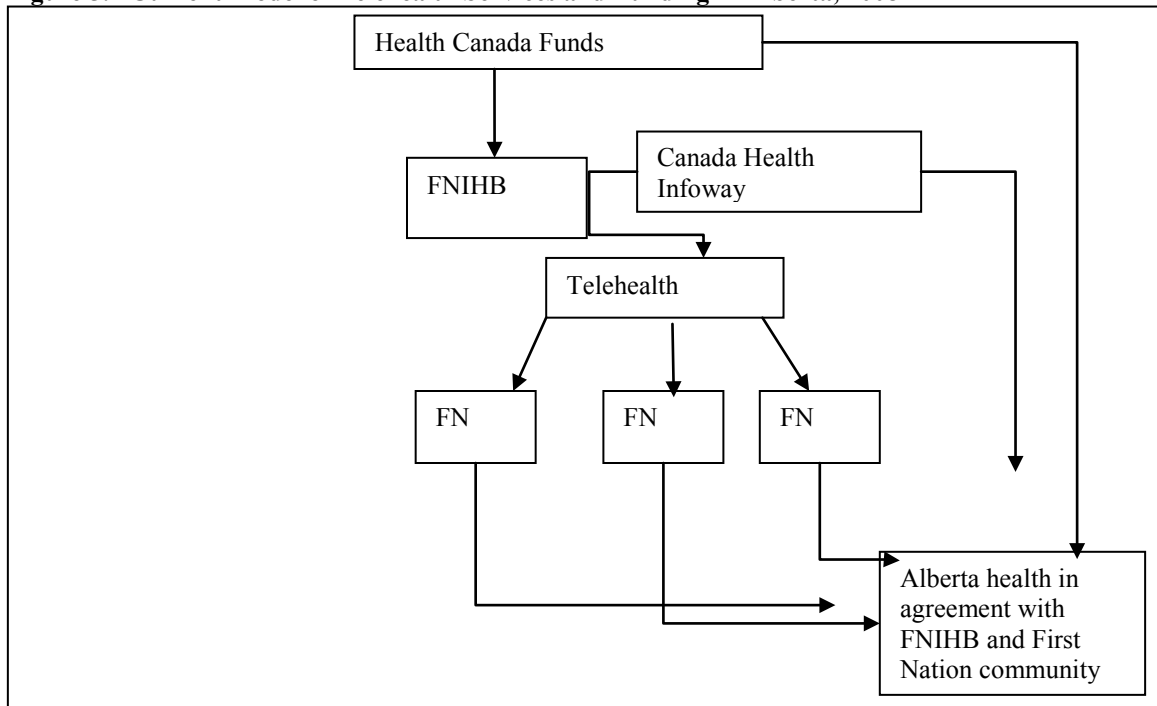 Health Canada Funds
Canada Health
Infoway
FNIHB
Telehealth
FN
FN
FN
Alberta health in
agreement with
FNIHB and First
Nation community